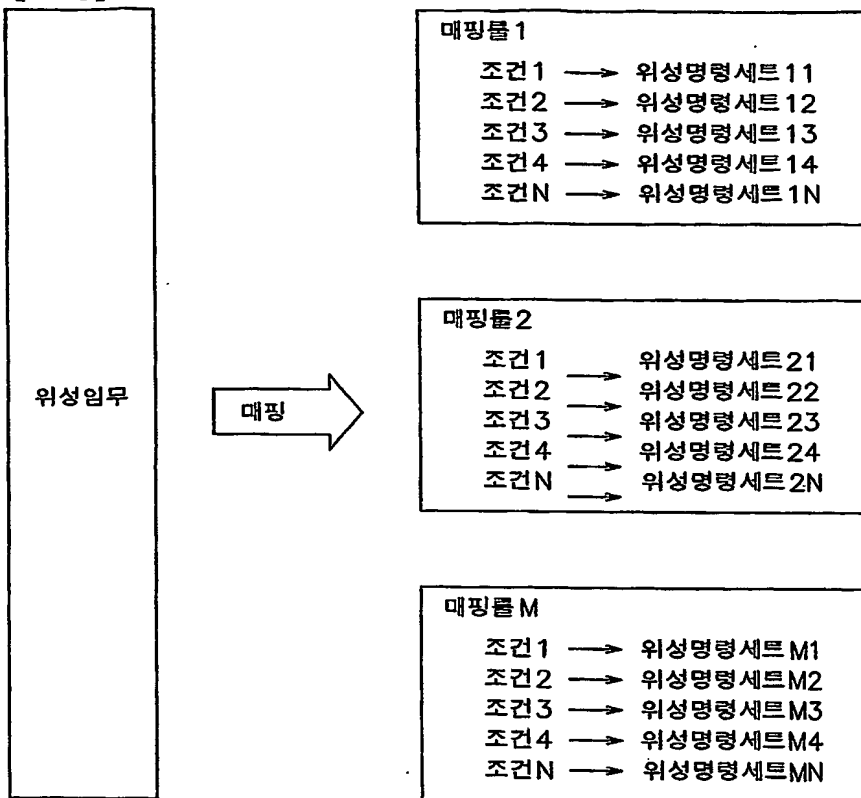 위성임무
매핑
매핑룰1
조건1 → 위성명령세트11
조건2 → 위성명령세트12
조건3 → 위성명령세트13
조건4 → 위성명령세트14
조건N → 위성명령세트1N
매핑룰2
조건1 → 위성명령세트21
조건2 → 위성명령세트22
조건3 → 위성명령세트23
조건4 → 위성명령세트24
조건N → 위성명령세트2N
매핑룰M
조건1 → 위성명령세트M1
조건2 → 위성명령세트M2
조건3 → 위성명령세트M3
조건4 → 위성명령세트M4
조건N → 위성명령세트MN